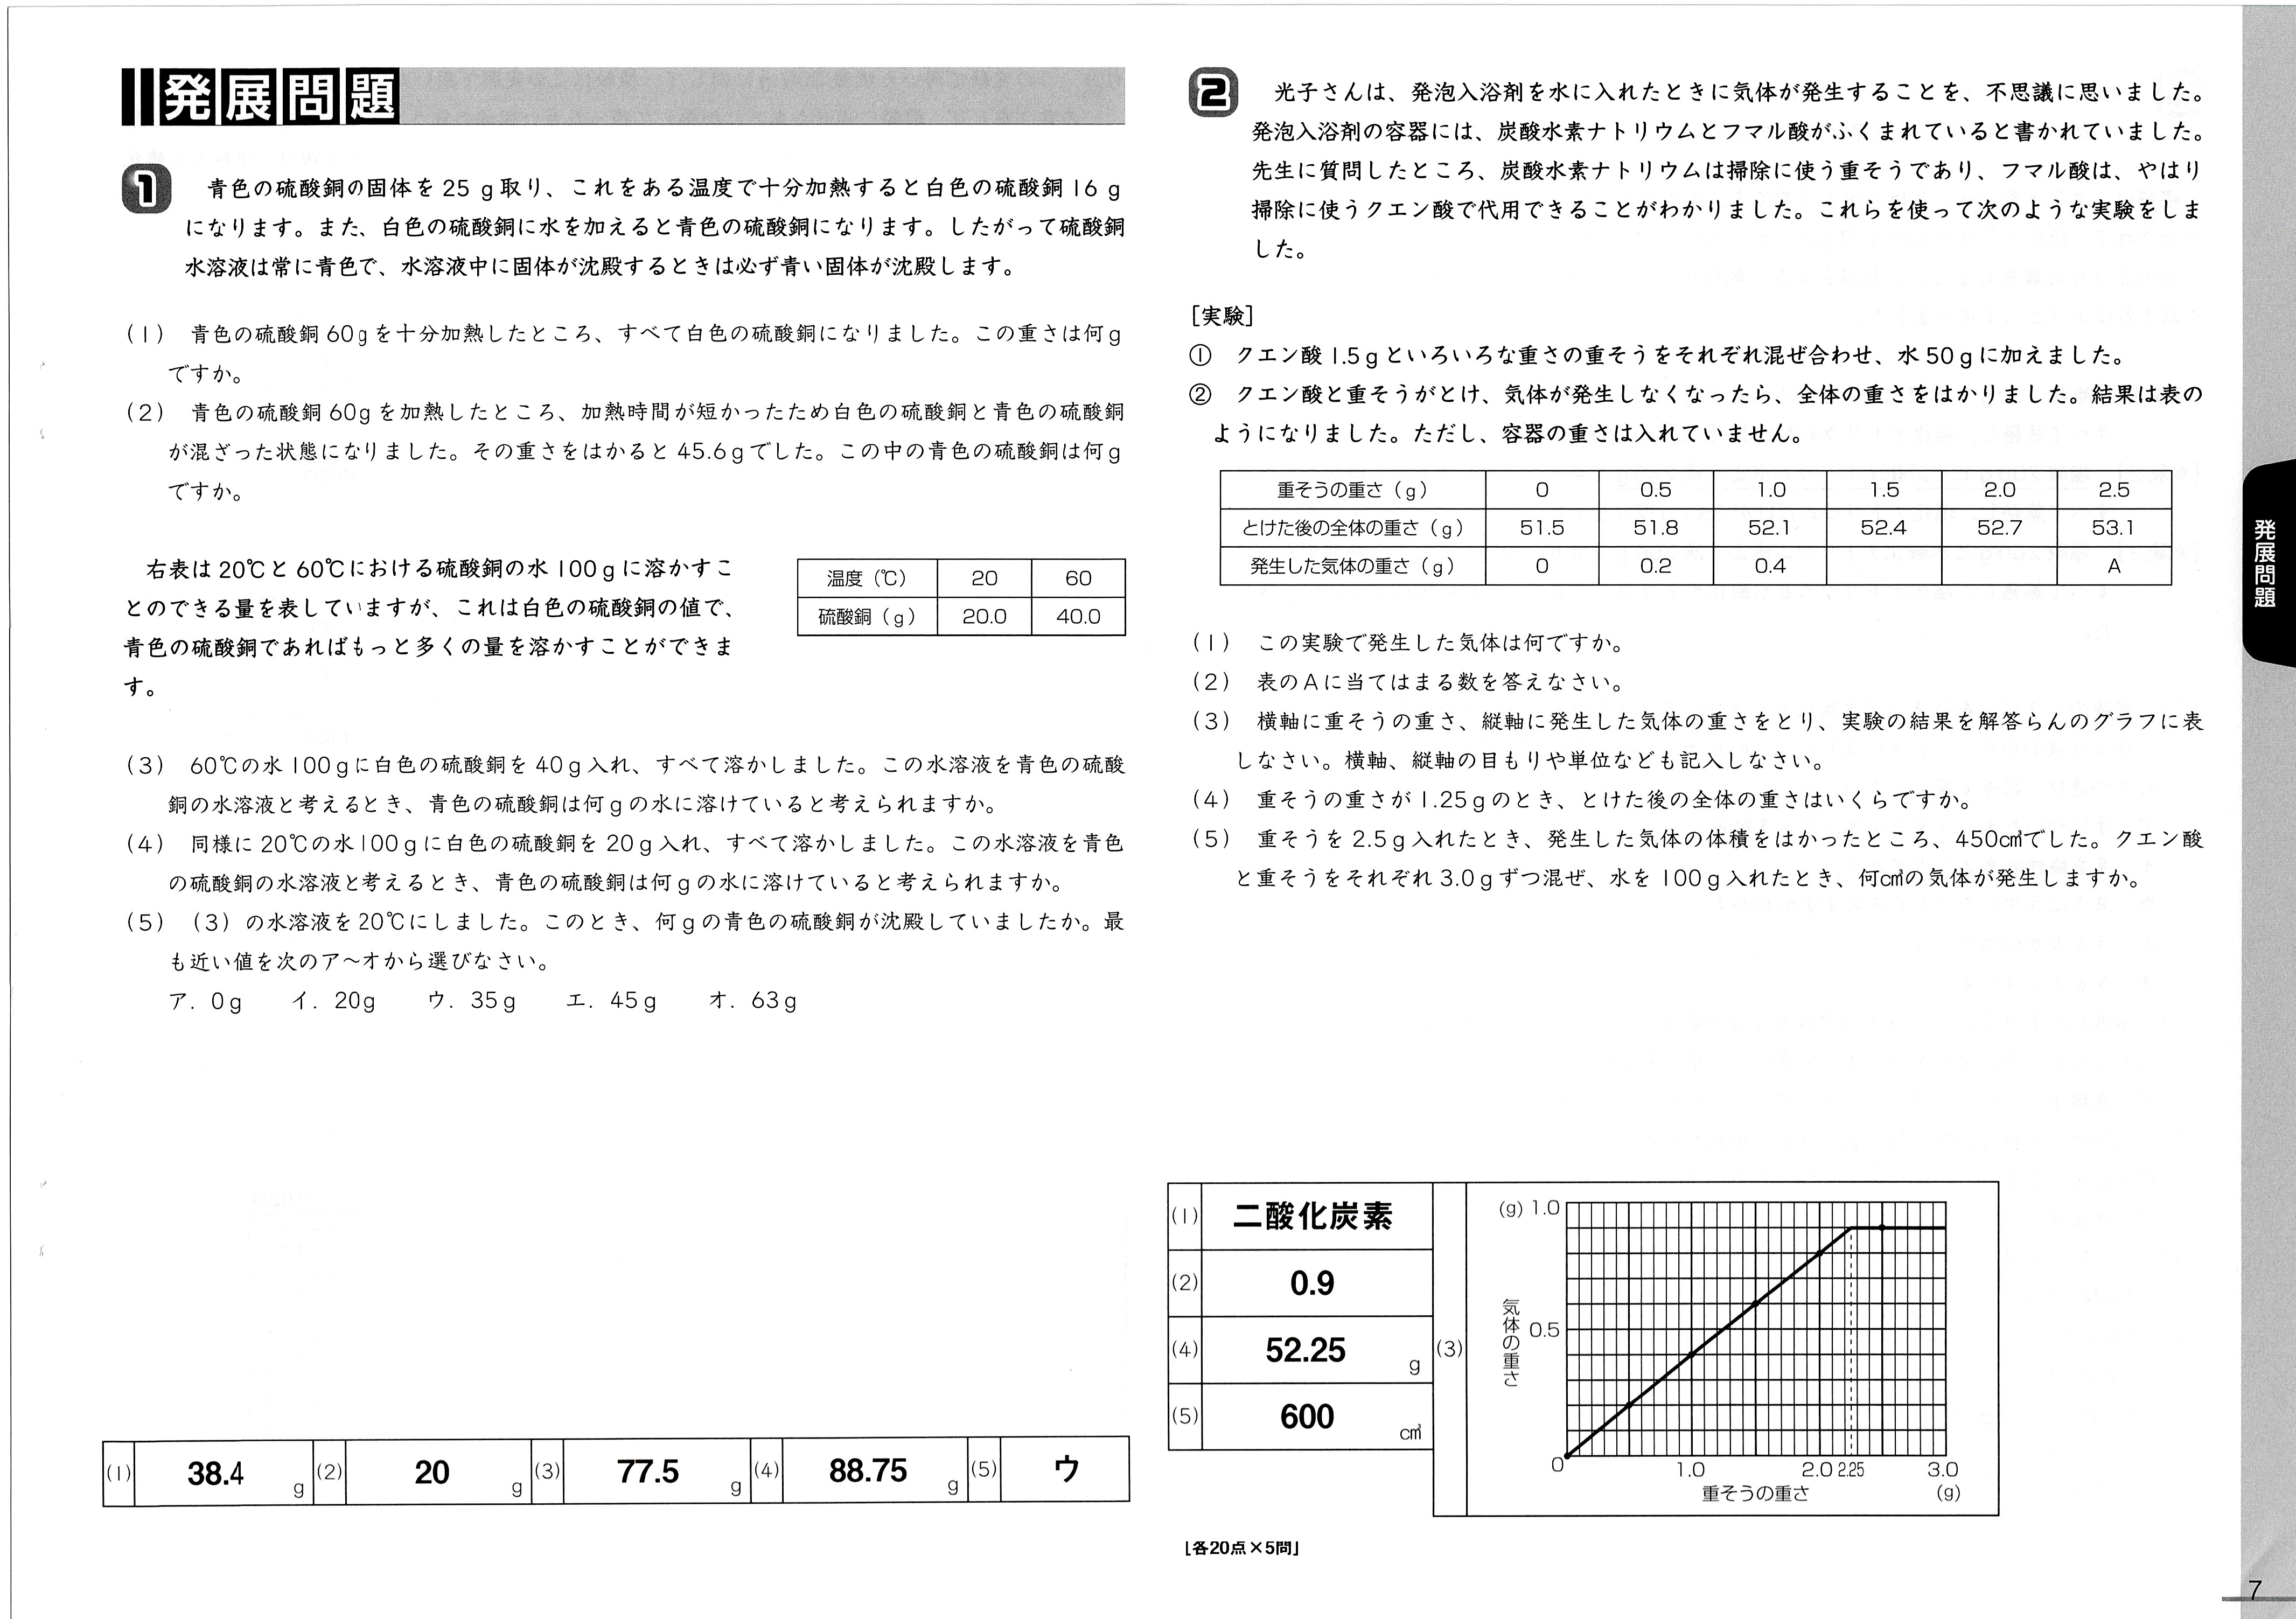 発展問題
1 青色の硫酸銅の固体を25g取り、これをある温度で十分加熱すると白色の硫酸銅16g
になります。また、白色の硫酸銅に水を加えると青色の硫酸銅になります。したがって硫酸銅
水溶液は常に青色で、水溶液中に固体が沈殿するときは必ず青い固体が沈殿します。
(1) 青色の硫酸銅60gを十分加熱したところ、すべて白色の硫酸銅になりました。この重さは何g
ですか。
(2) 青色の硫酸銅60gを加熱したところ、加熱時間が短かったため白色の硫酸銅と青色の硫酸銅
が混ざった状態になりました。その重さをはかると45.6gでした。この中の青色の硫酸銅は何g
ですか。
右表は20℃と60℃における硫酸銅の水100gに溶かすこ
とのできる量を表していますが、これは白色の硫酸銅の値で、
青色の硫酸銅であればもっと多くの量を溶かすことができま
す。
温度(℃) 20 60
硫酸銅(g) 20.0 40.0
(3) 60℃の水100gに白色の硫酸銅を40g入れ、すべて溶かしました。この水溶液を青色の硫酸
銅の水溶液と考えるとき、青色の硫酸銅は何gの水に溶けていると考えられますか。
(4) 同様に20℃の水100gに白色の硫酸銅を20g入れ、すべて溶かしました。この水溶液を青色
の硫酸銅の水溶液と考えるとき、青色の硫酸銅は何gの水に溶けていると考えられますか。
(5) (3)の水溶液を20℃にしました。このとき、何gの青色の硫酸銅が沈殿していましたか。最
も近い値を次のア〜オから選びなさい。
ア. 0g イ. 20g ウ. 35g エ. 45g オ. 63g
(1) 38.4 g (2) 20 g (3) 77.5 g (4) 88.75 g (5) ウ
2 光子さんは、発泡入浴剤を水に入れたときに気体が発生することを、不思議に思いました。
発泡入浴剤の容器には、炭酸水素ナトリウムとフマル酸がふくまれていると書かれていました。
先生に質問したところ、炭酸水素ナトリウムは掃除に使う重そうであり、フマル酸は、やはり
掃除に使うクエン酸で代用できることがわかりました。これらを使って次のような実験をしま
した。
[実験]
① クエン酸1.5gといろいろな重さの重そうをそれぞれ混ぜ合わせ、水50gに加えました。
② クエン酸と重そうがとけ、気体が発生しなくなったら、全体の重さをはかりました。結果は表の
ようになりました。ただし、容器の重さは入れていません。
重そうの重さ(g) 0 0.5 1.0 1.5 2.0 2.5
とけた後の全体の重さ(g) 51.5 51.8 52.1 52.4 52.7 53.1
発生した気体の重さ(g) 0 0.2 0.4 A
(1) この実験で発生した気体は何ですか。
(2) 表のAに当てはまる数を答えなさい。
(3) 横軸に重そうの重さ、縦軸に発生した気体の重さをとり、実験の結果を解答らんのグラフに表
しなさい。横軸、縦軸の目もりや単位なども記入しなさい。
(4) 重そうの重さが1.25gのとき、とけた後の全体の重さはいくらですか。
(5) 重そうを2.5g入れたとき、発生した気体の体積をはかったところ、450㎤でした。クエン酸
と重そうをそれぞれ3.0gずつ混ぜ、水を100g入れたとき、何㎤の気体が発生しますか。
(1) 二酸化炭素
(2) 0.9
(4) 52.25 g
(5) 600 ㎤
(3)
(g) 1.0
気体の重さ
0.5
0 1.0 2.0 2.25 3.0
重そうの重さ (g)
[各20点×5問]
発展問題
7